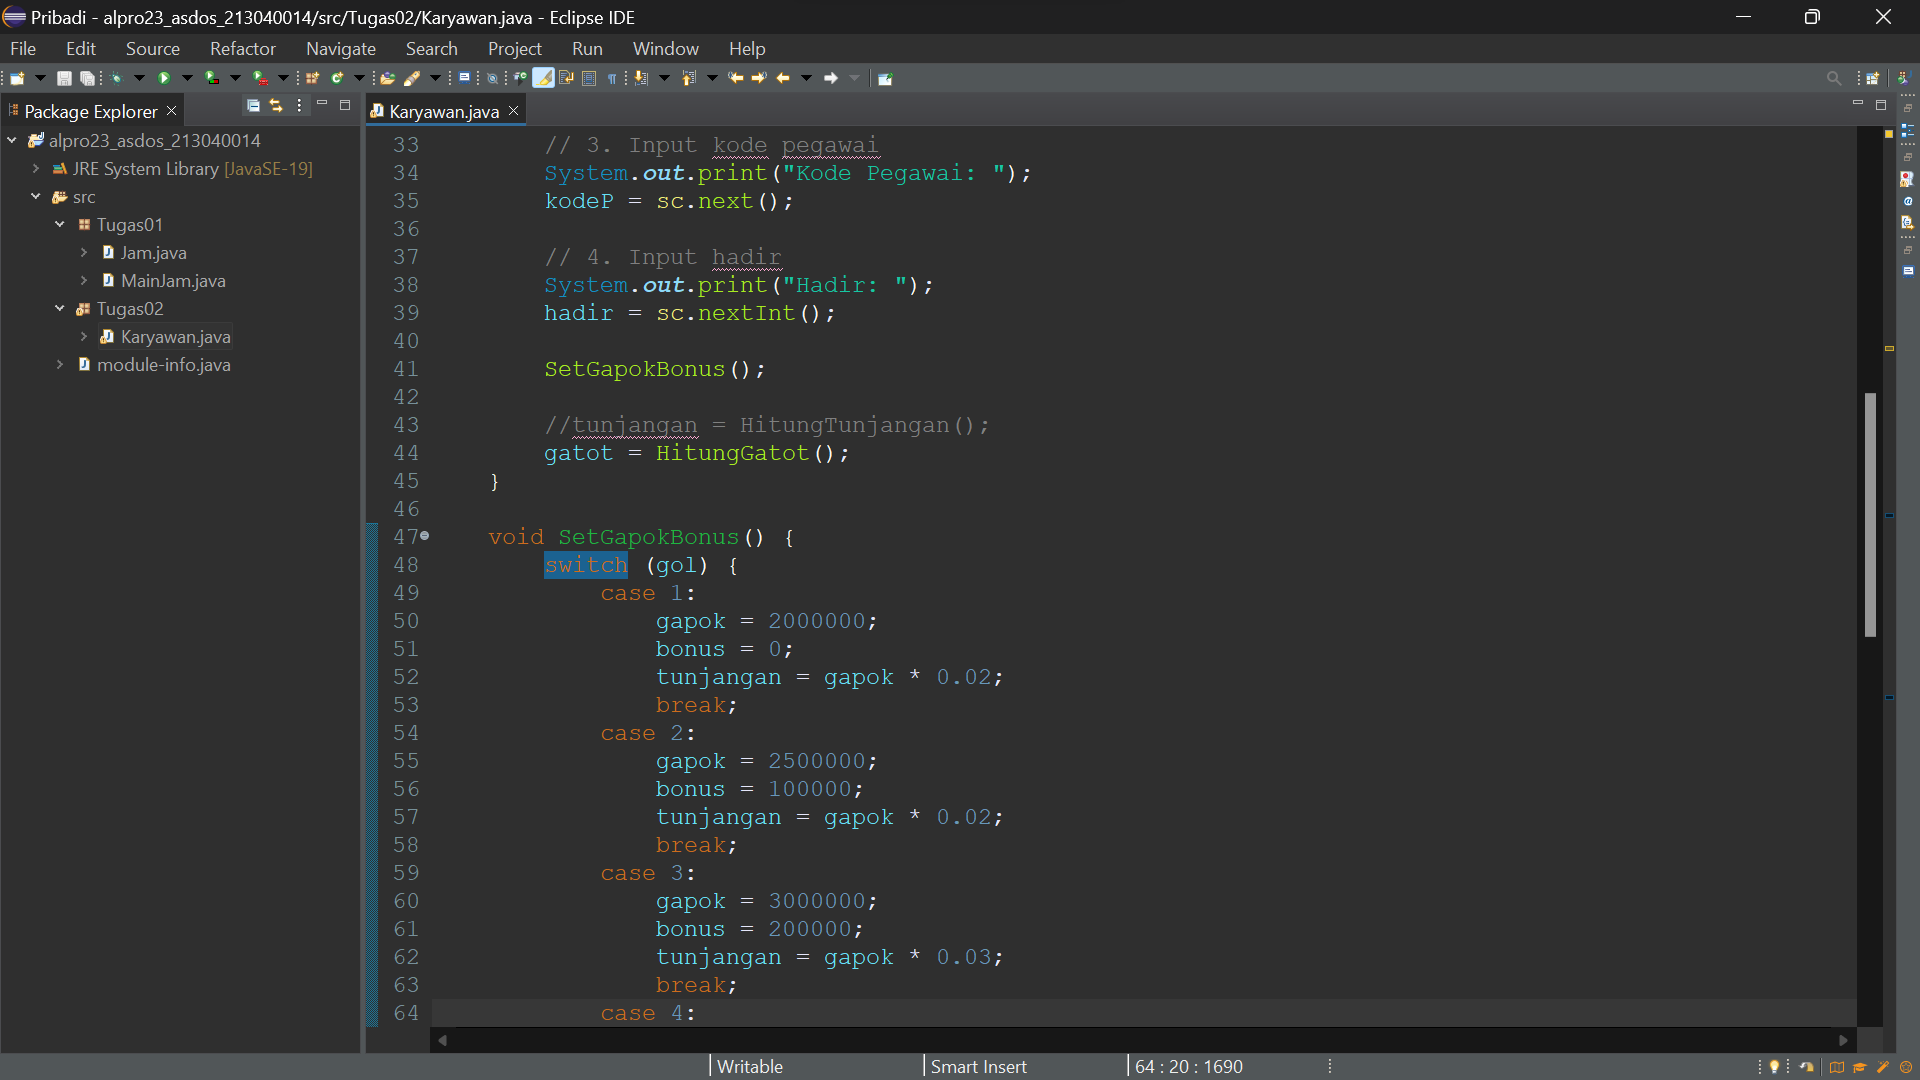 Pribadi - alpro23_asdos_213040014/src/Tugas02/Karyawan.java - Eclipse IDE
File Edit Source Refactor Navigate Search Project Run Window Help
Package Explorer
Karyawan.java
alpro23_asdos_213040014
JRE System Library [JavaSE-19]
src
Tugas01
Jam.java
MainJam.java
Tugas02
Karyawan.java
module-info.java
33 // 3. Input kode pegawai
34 System.out.print("Kode Pegawai: ");
35 kodeP = sc.next();
36
37 // 4. Input hadir
38 System.out.print("Hadir: ");
39 hadir = sc.nextInt();
40
41 SetGapokBonus();
42
43 //tunjangan = HitungTunjangan();
44 gatot = HitungGatot();
45 }
46
47 void SetGapokBonus() {
48 switch (gol) {
49 case 1:
50 gapok = 2000000;
51 bonus = 0;
52 tunjangan = gapok * 0.02;
53 break;
54 case 2:
55 gapok = 2500000;
56 bonus = 100000;
57 tunjangan = gapok * 0.02;
58 break;
59 case 3:
60 gapok = 3000000;
61 bonus = 200000;
62 tunjangan = gapok * 0.03;
63 break;
64 case 4:
Writable
Smart Insert
64 : 20 : 1690